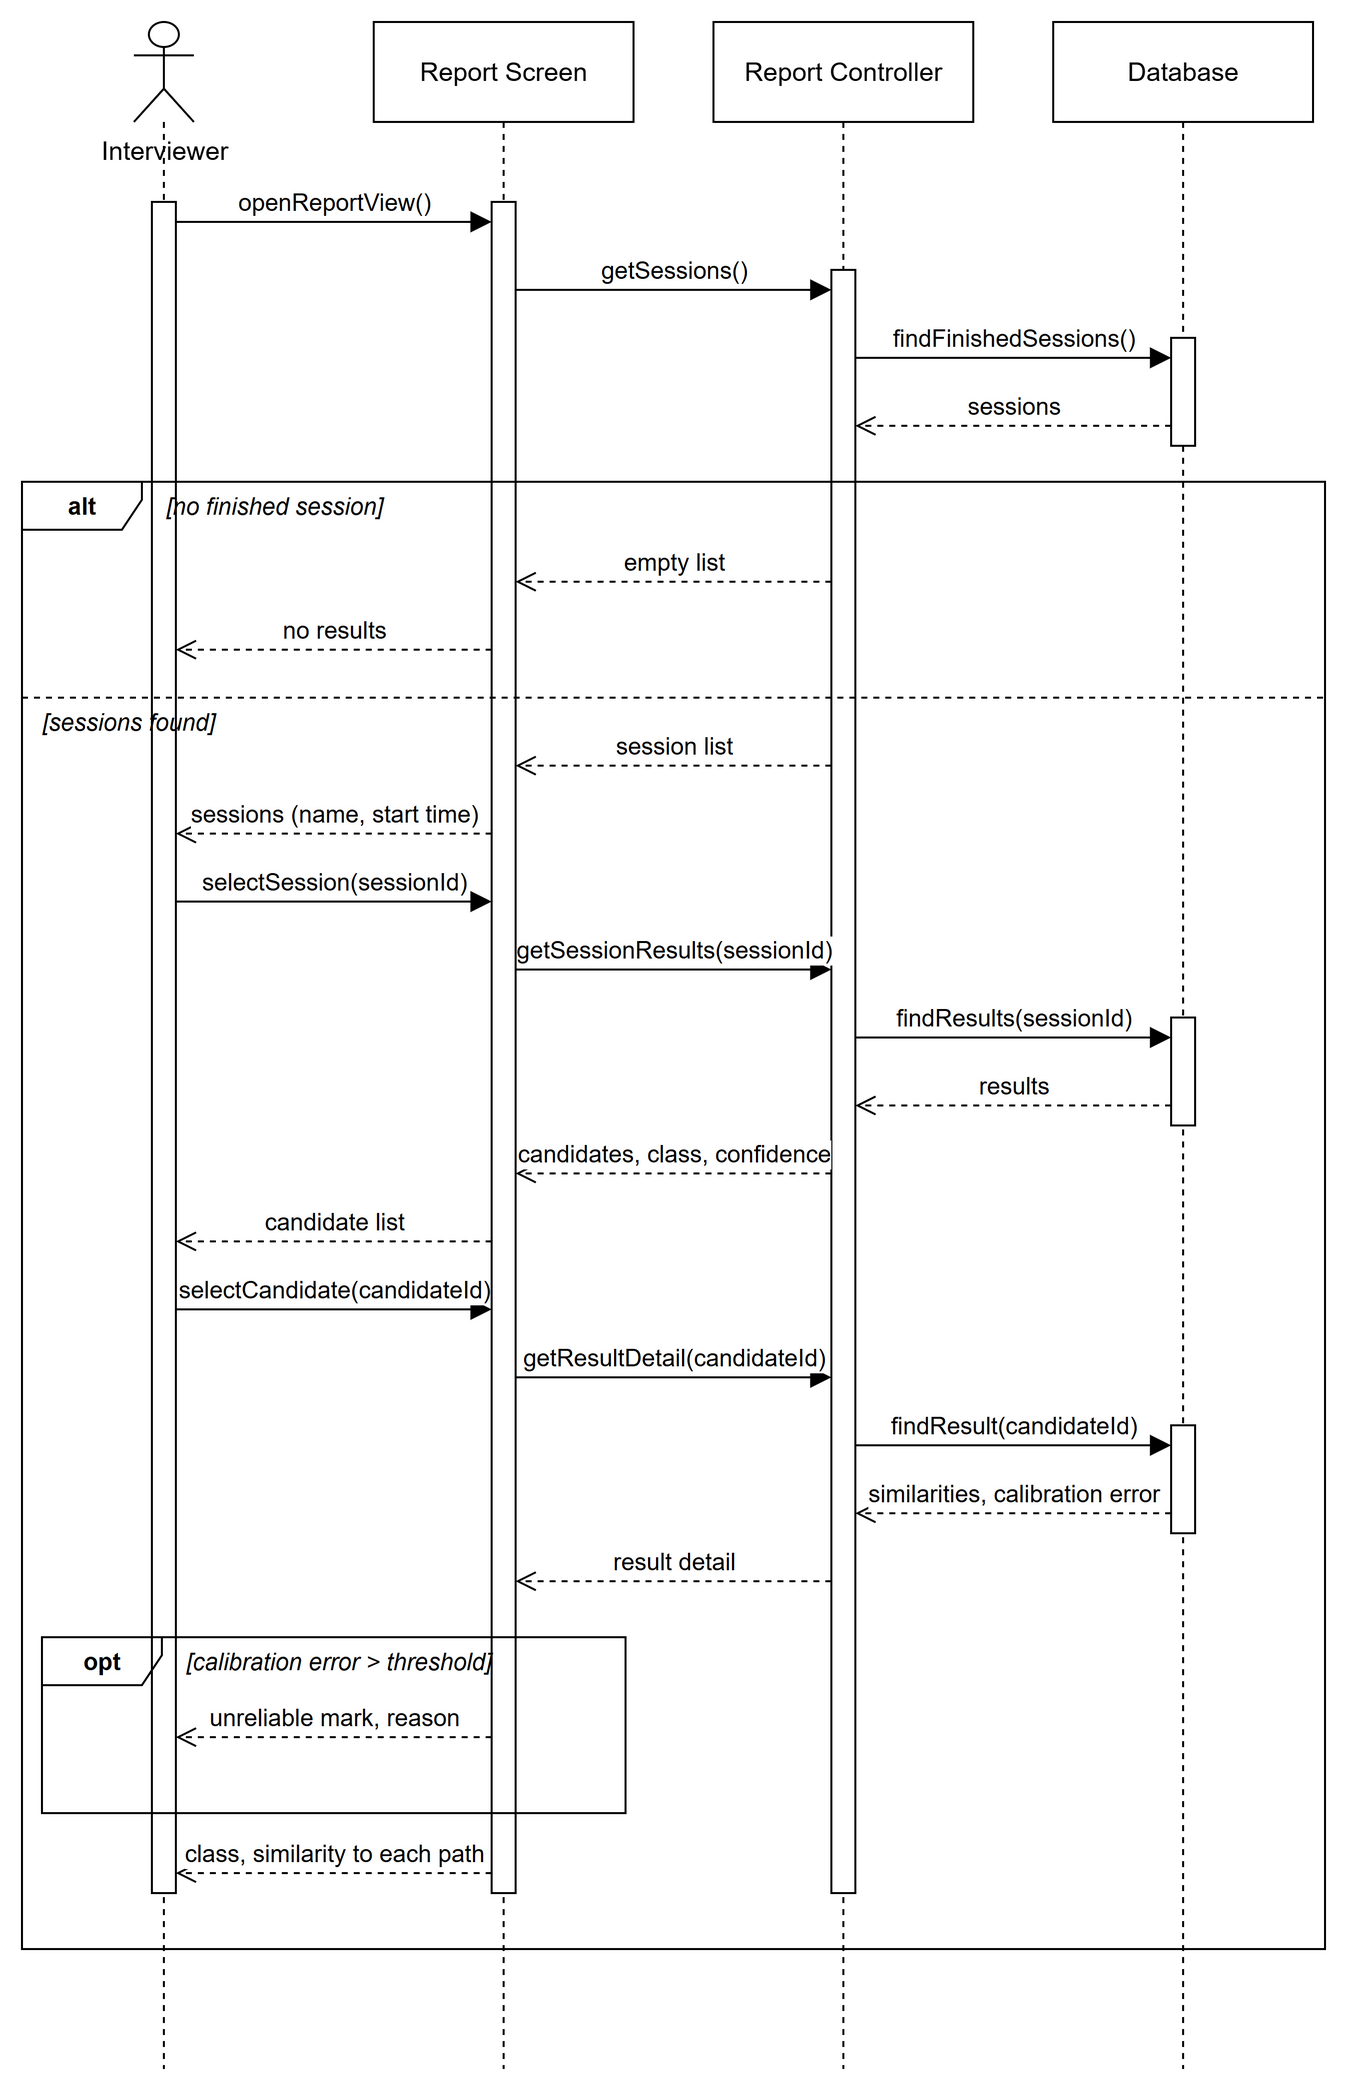 Report Screen
Report Controller
Database
Interviewer
openReportView()
getSessions()
findFinishedSessions()
sessions
alt
[no finished session]
empty list
no results
[sessions found]
session list
sessions (name, start time)
selectSession(sessionId)
getSessionResults(sessionId)
findResults(sessionId)
results
candidates, class, confidence
candidate list
selectCandidate(candidateId)
getResultDetail(candidateId)
findResult(candidateId)
similarities, calibration error
result detail
opt
[calibration error > threshold]
unreliable mark, reason
class, similarity to each path